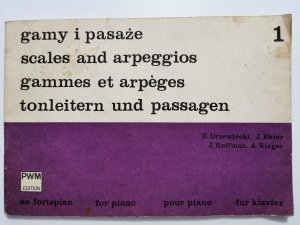 gamy i pasaże
1
scales and arpeggios
gammes et arpèges
tonleitern und passagen
Z. Drzewiecki, J. Ekier
J. Hoffman, A. Rieger
PWM
EDITION
na fortepian for piano pour piano für klavier